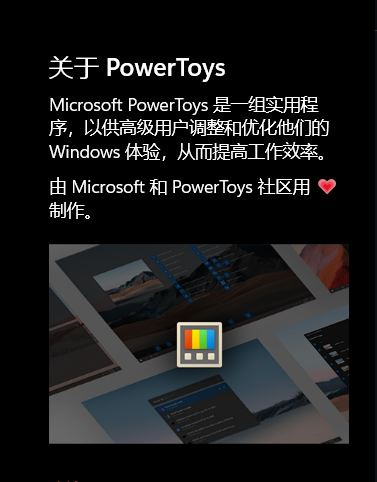 关于 PowerToys
Microsoft PowerToys 是一组实用程
序，以供高级用户调整和优化他们的
Windows 体验，从而提高工作效率。
由 Microsoft 和 PowerToys 社区用 ❤
制作。